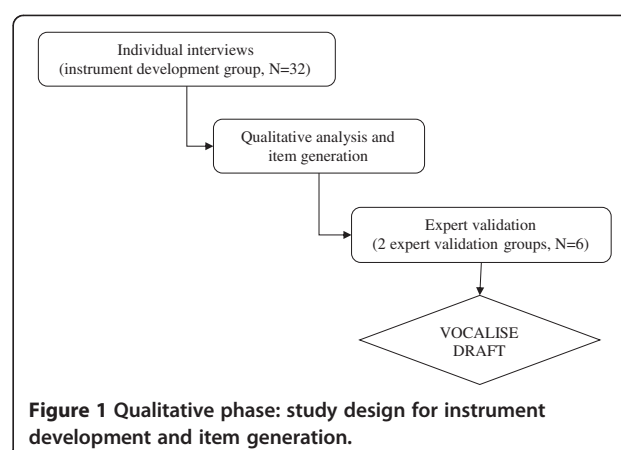 Individual interviews
(instrument development group, N=32)
Qualitative analysis and
item generation
Expert validation
(2 expert validation groups, N=6)
VOCALISE
DRAFT
Figure 1 Qualitative phase: study design for instrument
development and item generation.